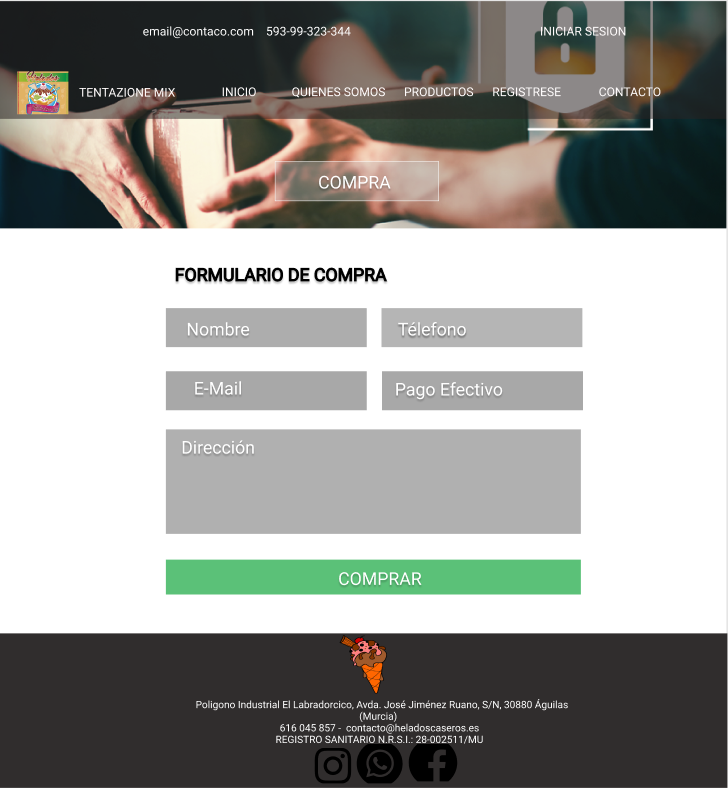 email@contaco.com 593-99-323-344 INICIAR SESION
TENTAZIONE MIX INICIO QUIENES SOMOS PRODUCTOS REGISTRESE CONTACTO
COMPRA
FORMULARIO DE COMPRA
Nombre Télefono
E-Mail Pago Efectivo
Dirección
COMPRAR
Poligono Industrial El Labradorcico, Avda. José Jiménez Ruano, S/N, 30880 Águilas
(Murcia)
616 045 857 - contacto@heladoscaseros.es
REGISTRO SANITARIO N.R.S.I.: 28-002511/MU